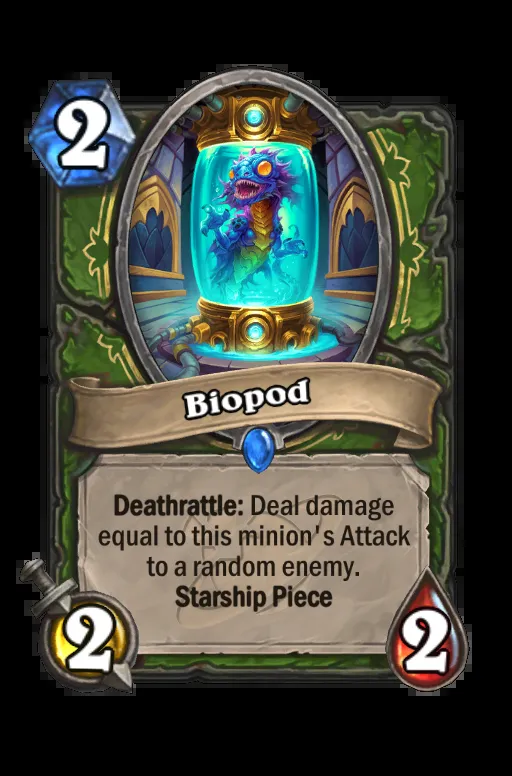 2
Biopod
Deathrattle: Deal damage
equal to this minion's Attack
to a random enemy.
Starship Piece
2
2